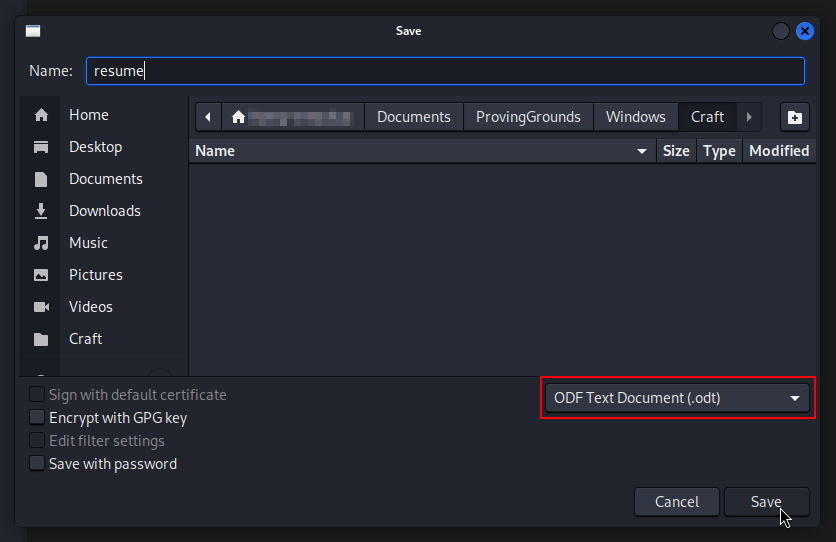 Save
Name: resume
Home
Desktop
Documents
Downloads
Music
Pictures
Videos
Craft
Documents ProvingGrounds Windows Craft
Name Size Type Modified
Sign with default certificate
Encrypt with GPG key
Edit filter settings
Save with password
ODF Text Document (.odt)
Cancel Save